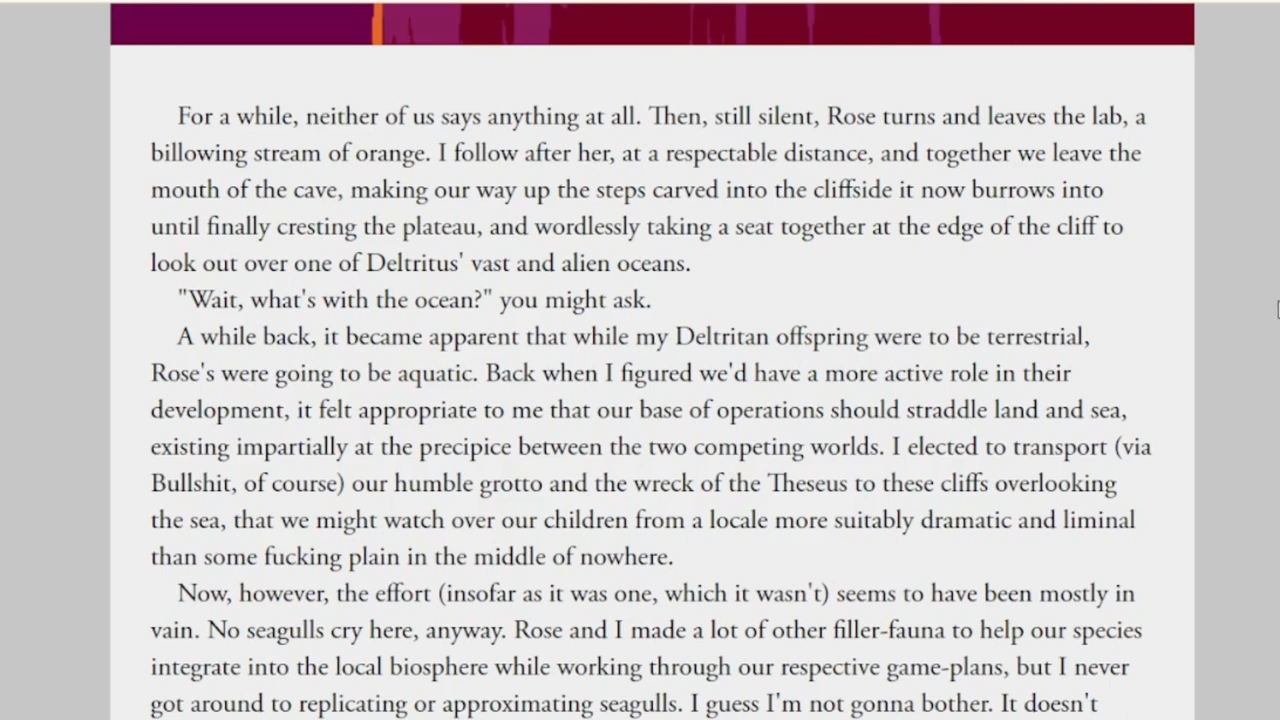 For a while, neither of us says anything at all. Then, still silent, Rose turns and leaves the lab, a
billowing stream of orange. I follow after her, at a respectable distance, and together we leave the
mouth of the cave, making our way up the steps carved into the cliffside it now burrows into
until finally cresting the plateau, and wordlessly taking a seat together at the edge of the cliff to
look out over one of Deltritus' vast and alien oceans.
"Wait, what's with the ocean?" you might ask.
A while back, it became apparent that while my Deltritan offspring were to be terrestrial,
Rose's were going to be aquatic. Back when I figured we'd have a more active role in their
development, it felt appropriate to me that our base of operations should straddle land and sea,
existing impartially at the precipice between the two competing worlds. I elected to transport (via
Bullshit, of course) our humble grotto and the wreck of the Theseus to these cliffs overlooking
the sea, that we might watch over our children from a locale more suitably dramatic and liminal
than some fucking plain in the middle of nowhere.
Now, however, the effort (insofar as it was one, which it wasn't) seems to have been mostly in
vain. No seagulls cry here, anyway. Rose and I made a lot of other filler-fauna to help our species
integrate into the local biosphere while working through our respective game-plans, but I never
got around to replicating or approximating seagulls. I guess I'm not gonna bother. It doesn't